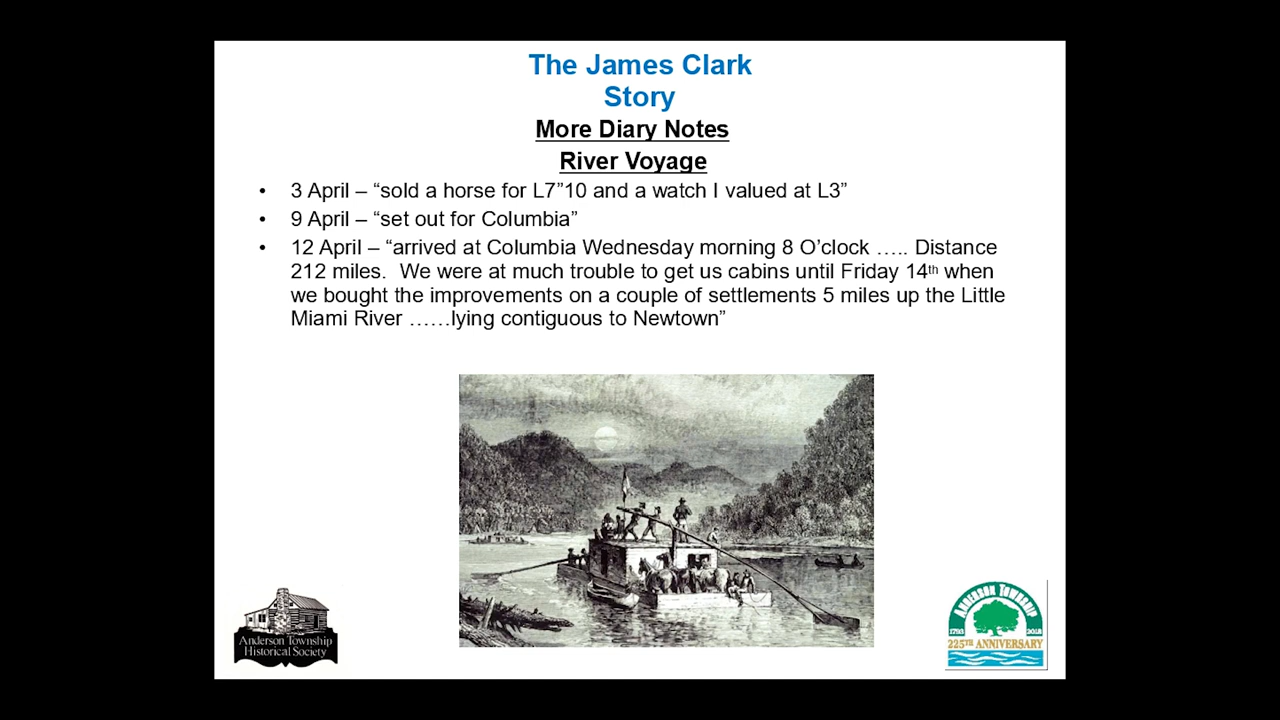 The James Clark
Story
More Diary Notes
River Voyage
• 3 April – “sold a horse for L7”10 and a watch I valued at L3”
• 9 April – “set out for Columbia”
• 12 April – “arrived at Columbia Wednesday morning 8 O’clock ….. Distance
212 miles.  We were at much trouble to get us cabins until Friday 14th when
we bought the improvements on a couple of settlements 5 miles up the Little
Miami River ……lying contiguous to Newtown”
Anderson Township
Historical Society
ANDERSON TOWNSHIP
1793 2018
225TH ANNIVERSARY